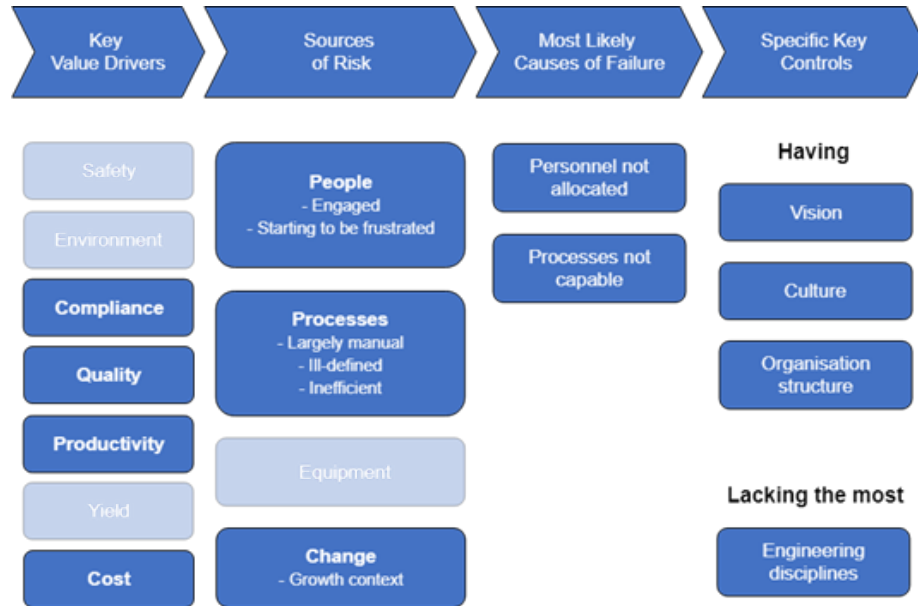 Key
Value Drivers
Sources
of Risk
Most Likely
Causes of Failure
Specific Key
Controls
Safety
Environment
Compliance
Quality
Productivity
Yield
Cost
People
- Engaged
- Starting to be frustrated
Processes
- Largely manual
- Ill-defined
- Inefficient
Equipment
Change
- Growth context
Personnel not
allocated
Processes not
capable
Having
Vision
Culture
Organisation
structure
Lacking the most
Engineering
disciplines